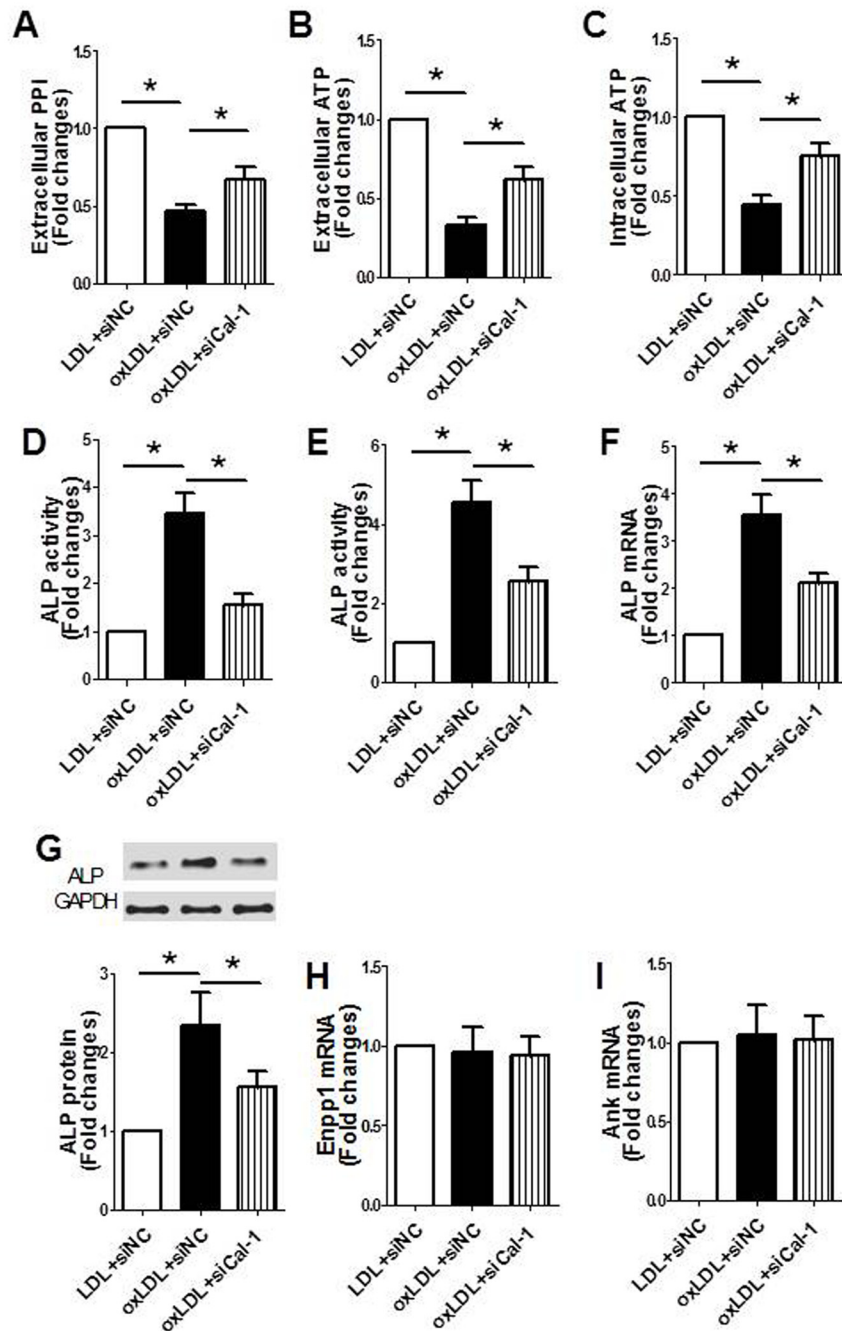 A
Extracellular PPI
(Fold changes)
1.5
1.0
0.5
0.0
*
*
LDL+siNC
oxLDL+siNC
oxLDL+siCal-1
B
Extracellular ATP
(Fold changes)
1.5
1.0
0.5
0.0
*
*
LDL+siNC
oxLDL+siNC
oxLDL+siCal-1
C
Intracellular ATP
(Fold changes)
1.5
1.0
0.5
0.0
*
*
LDL+siNC
oxLDL+siNC
oxLDL+siCal-1
D
ALP activity
(Fold changes)
5
4
3
2
1
0
*
*
LDL+siNC
oxLDL+siNC
oxLDL+siCal-1
E
ALP activity
(Fold changes)
6
4
2
0
*
*
LDL+siNC
oxLDL+siNC
oxLDL+siCal-1
F
ALP mRNA
(Fold changes)
5
4
3
2
1
0
*
*
LDL+siNC
oxLDL+siNC
oxLDL+siCal-1
G
ALP
GAPDH
ALP protein
(Fold changes)
3
2
1
0
*
*
LDL+siNC
oxLDL+siNC
oxLDL+siCal-1
H
Enpp1 mRNA
(Fold changes)
1.5
1.0
0.5
0.0
LDL+siNC
oxLDL+siNC
oxLDL+siCal-1
I
Ank mRNA
(Fold changes)
1.5
1.0
0.5
0.0
LDL+siNC
oxLDL+siNC
oxLDL+siCal-1